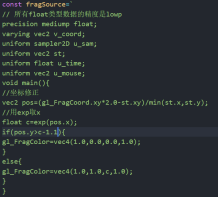 const fragSource=`
// 所有float类型数据的精度是lowp
precision mediump float;
varying vec2 v_coord;
uniform sampler2D u_sam;
uniform vec2 st;
uniform float u_time;
uniform vec2 u_mouse;
void main(){
//坐标修正
vec2 pos=(gl_FragCoord.xy*2.0-st.xy)/min(st.x,st.y);
//用exp取x
float c=exp(pos.x);
if(pos.y>c-1.1){
gl_FragColor=vec4(1.0,0.0,0.0,1.0);
}
else{
gl_FragColor=vec4(1.0,1.0,c,1.0);
}
}